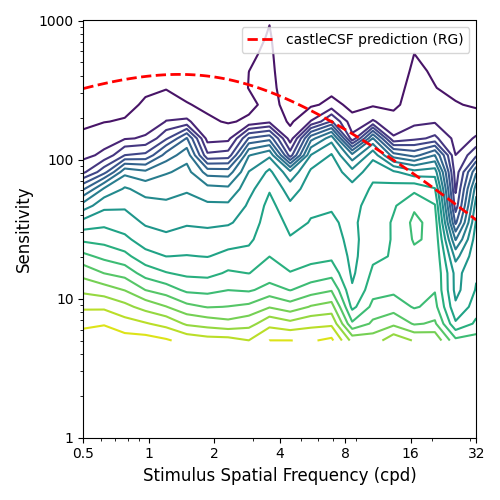 1000
castleCSF prediction (RG)
100
Sensitivity
10
1
0.5 1 2 4 8 16 32
Stimulus Spatial Frequency (cpd)